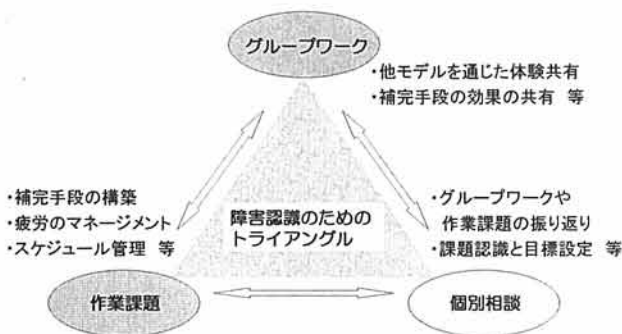 グループワーク
・他モデルを通じた体験共有
・補完手段の効果の共有 等
・補完手段の構築
・疲労のマネージメント
・スケジュール管理 等
障害認識のための
トライアングル
・グループワークや
作業課題の振り返り
・課題認識と目標設定 等
作業課題
個別相談